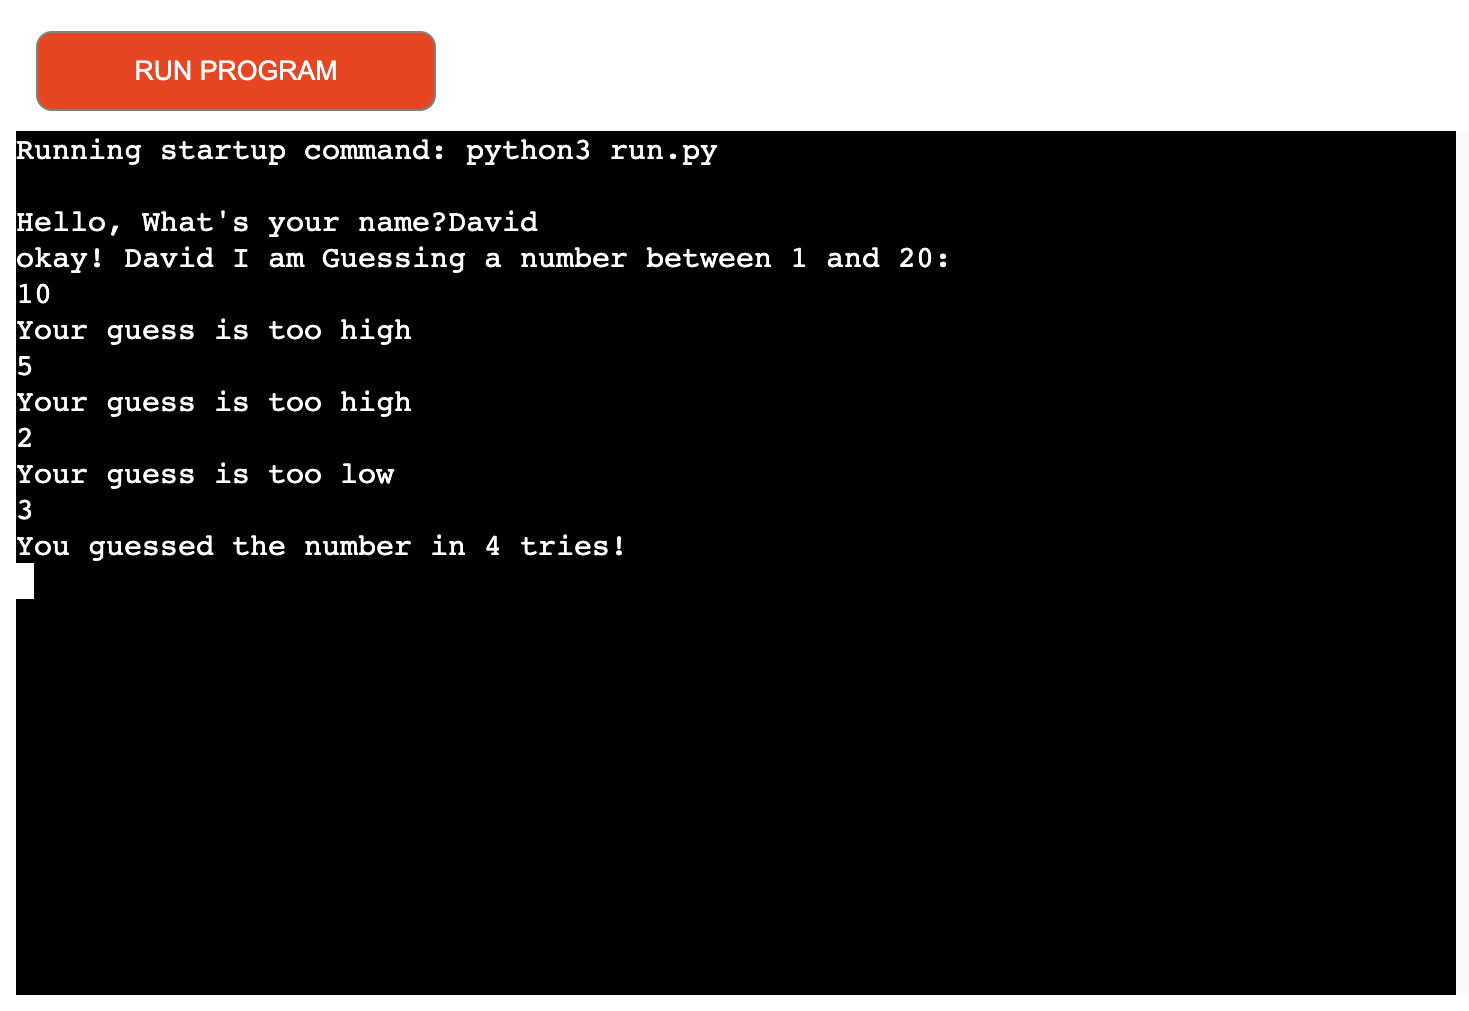 RUN PROGRAM
Running startup command: python3 run.py
Hello, What's your name?David
okay! David I am Guessing a number between 1 and 20:
10
Your guess is too high
5
Your guess is too high
2
Your guess is too low
3
You guessed the number in 4 tries!